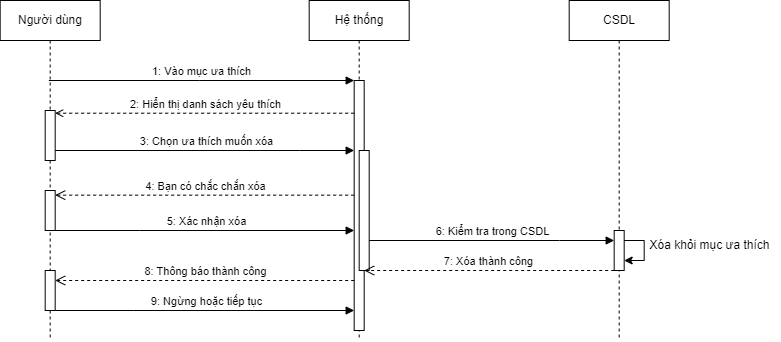 Người dùng
Hệ thống
CSDL
1: Vào mục ưa thích
2: Hiển thị danh sách yêu thích
3: Chọn ưa thích muốn xóa
4: Bạn có chắc chắn xóa
5: Xác nhận xóa
6: Kiểm tra trong CSDL
Xóa khỏi mục ưa thích
7: Xóa thành công
8: Thông báo thành công
9: Ngừng hoặc tiếp tục